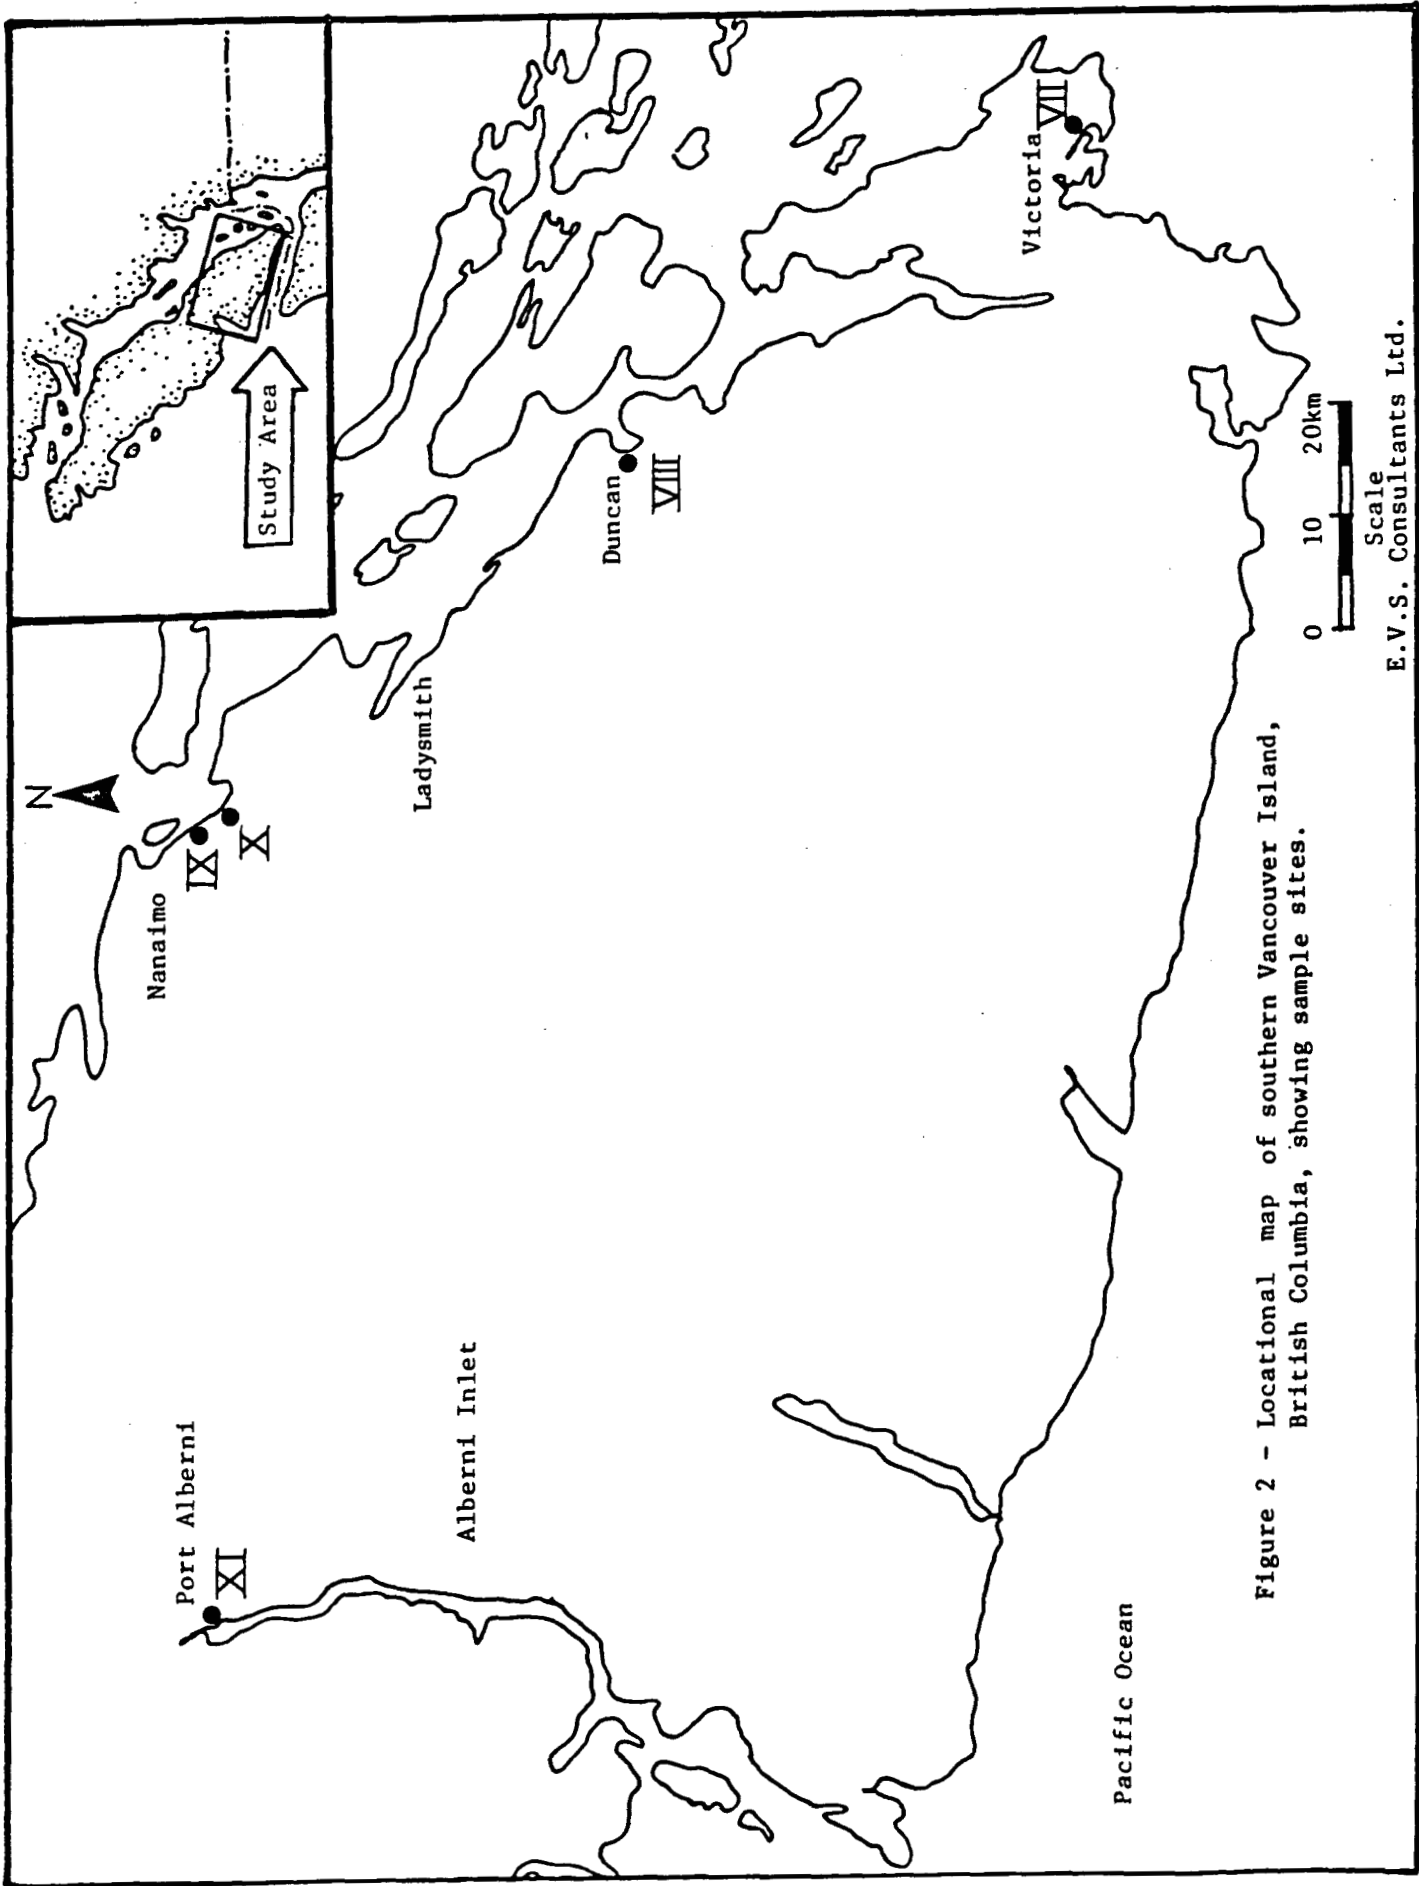 N
Study Area
Port Alberni
XI
Alberni Inlet
Nanaimo
IX
X
Ladysmith
Duncan
VIII
Victoria
VII
Pacific Ocean
0 10 20km
Scale
E.V.S. Consultants Ltd.
Figure 2 - Locational map of southern Vancouver Island,
British Columbia, showing sample sites.